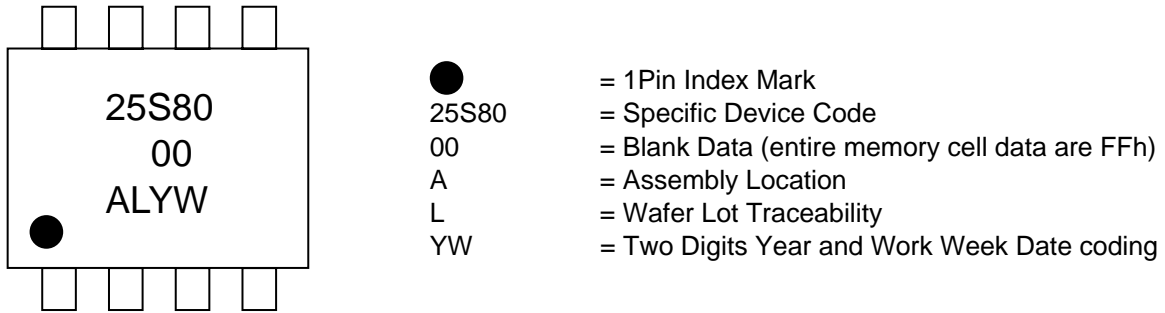 25S80
00
ALYW
= 1Pin Index Mark
25S80 = Specific Device Code
00 = Blank Data (entire memory cell data are FFh)
A = Assembly Location
L = Wafer Lot Traceability
YW = Two Digits Year and Work Week Date coding